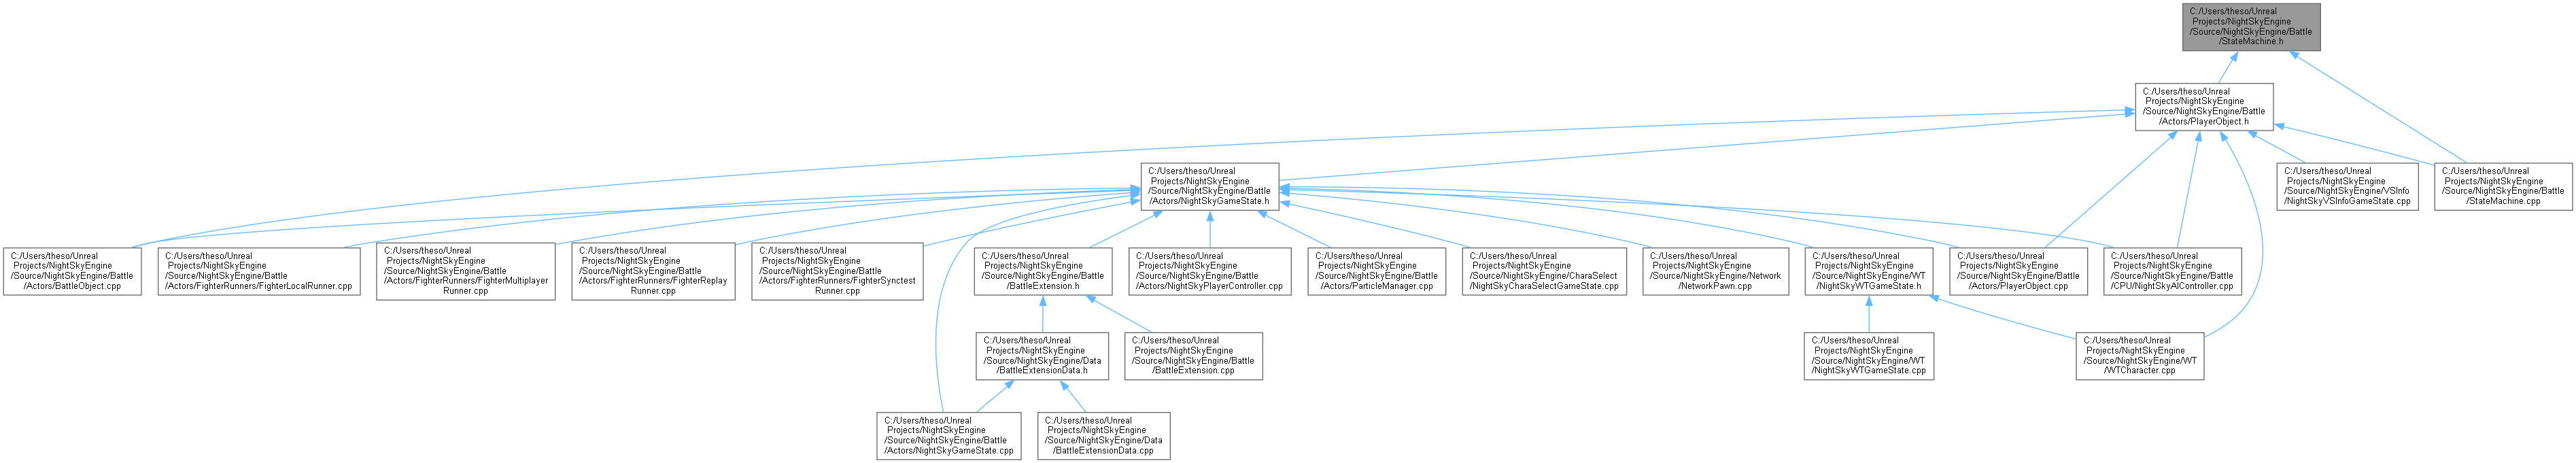 C:/Users/theso/Unreal
Projects/NightSkyEngine
/Source/NightSkyEngine/Battle
/StateMachine.h
C:/Users/theso/Unreal
Projects/NightSkyEngine
/Source/NightSkyEngine/Battle
/Actors/PlayerObject.h
C:/Users/theso/Unreal
Projects/NightSkyEngine
/Source/NightSkyEngine/Battle
/Actors/NightSkyGameState.h
C:/Users/theso/Unreal
Projects/NightSkyEngine
/Source/NightSkyEngine/VSInfo
/NightSkyVSInfoGameState.cpp
C:/Users/theso/Unreal
Projects/NightSkyEngine
/Source/NightSkyEngine/Battle
/StateMachine.cpp
C:/Users/theso/Unreal
Projects/NightSkyEngine
/Source/NightSkyEngine/Battle
/Actors/BattleObject.cpp
C:/Users/theso/Unreal
Projects/NightSkyEngine
/Source/NightSkyEngine/Battle
/Actors/FighterRunners/FighterLocalRunner.cpp
C:/Users/theso/Unreal
Projects/NightSkyEngine
/Source/NightSkyEngine/Battle
/Actors/FighterRunners/FighterMultiplayer
Runner.cpp
C:/Users/theso/Unreal
Projects/NightSkyEngine
/Source/NightSkyEngine/Battle
/Actors/FighterRunners/FighterReplay
Runner.cpp
C:/Users/theso/Unreal
Projects/NightSkyEngine
/Source/NightSkyEngine/Battle
/Actors/FighterRunners/FighterSynctest
Runner.cpp
C:/Users/theso/Unreal
Projects/NightSkyEngine
/Source/NightSkyEngine/Battle
/BattleExtension.h
C:/Users/theso/Unreal
Projects/NightSkyEngine
/Source/NightSkyEngine/Battle
/Actors/NightSkyPlayerController.cpp
C:/Users/theso/Unreal
Projects/NightSkyEngine
/Source/NightSkyEngine/Battle
/Actors/ParticleManager.cpp
C:/Users/theso/Unreal
Projects/NightSkyEngine
/Source/NightSkyEngine/CharaSelect
/NightSkyCharaSelectGameState.cpp
C:/Users/theso/Unreal
Projects/NightSkyEngine
/Source/NightSkyEngine/Network
/NetworkPawn.cpp
C:/Users/theso/Unreal
Projects/NightSkyEngine
/Source/NightSkyEngine/WT
/NightSkyWTGameState.h
C:/Users/theso/Unreal
Projects/NightSkyEngine
/Source/NightSkyEngine/Battle
/Actors/PlayerObject.cpp
C:/Users/theso/Unreal
Projects/NightSkyEngine
/Source/NightSkyEngine/Battle
/CPU/NightSkyAIController.cpp
C:/Users/theso/Unreal
Projects/NightSkyEngine
/Source/NightSkyEngine/Data
/BattleExtensionData.h
C:/Users/theso/Unreal
Projects/NightSkyEngine
/Source/NightSkyEngine/Battle
/BattleExtension.cpp
C:/Users/theso/Unreal
Projects/NightSkyEngine
/Source/NightSkyEngine/WT
/NightSkyWTGameState.cpp
C:/Users/theso/Unreal
Projects/NightSkyEngine
/Source/NightSkyEngine/WT
/WTCharacter.cpp
C:/Users/theso/Unreal
Projects/NightSkyEngine
/Source/NightSkyEngine/Battle
/Actors/NightSkyGameState.cpp
C:/Users/theso/Unreal
Projects/NightSkyEngine
/Source/NightSkyEngine/Data
/BattleExtensionData.cpp